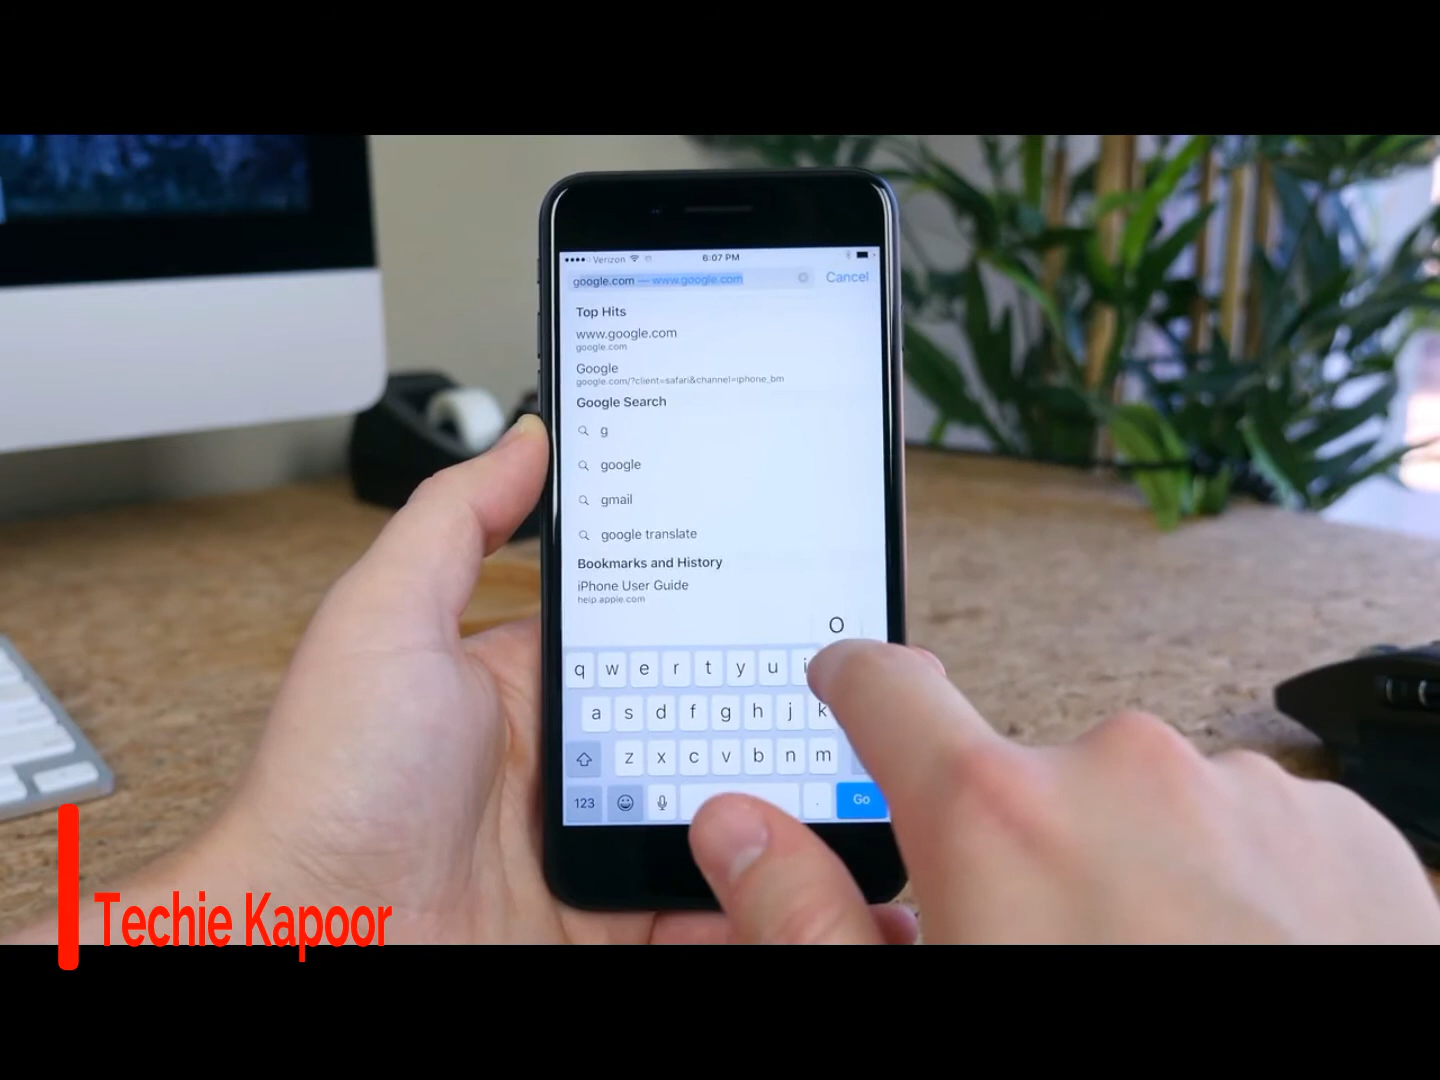 Verizon
6:07 PM
google.com — www.google.com
Cancel
Top Hits
www.google.com
google.com
Google
google.com/?client=safari&channel=iphone_bm
Google Search
g
google
gmail
google translate
Bookmarks and History
iPhone User Guide
help.apple.com
O
q w e r t y u i
a s d f g h j k
z x c v b n m
123 . Go
Techie Kapoor